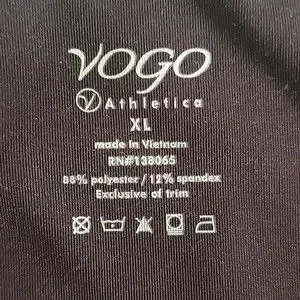 VOGO
Athletica
XL
made in Vietnam
RN#138065
88% polyester / 12% spandex
Exclusive of trim